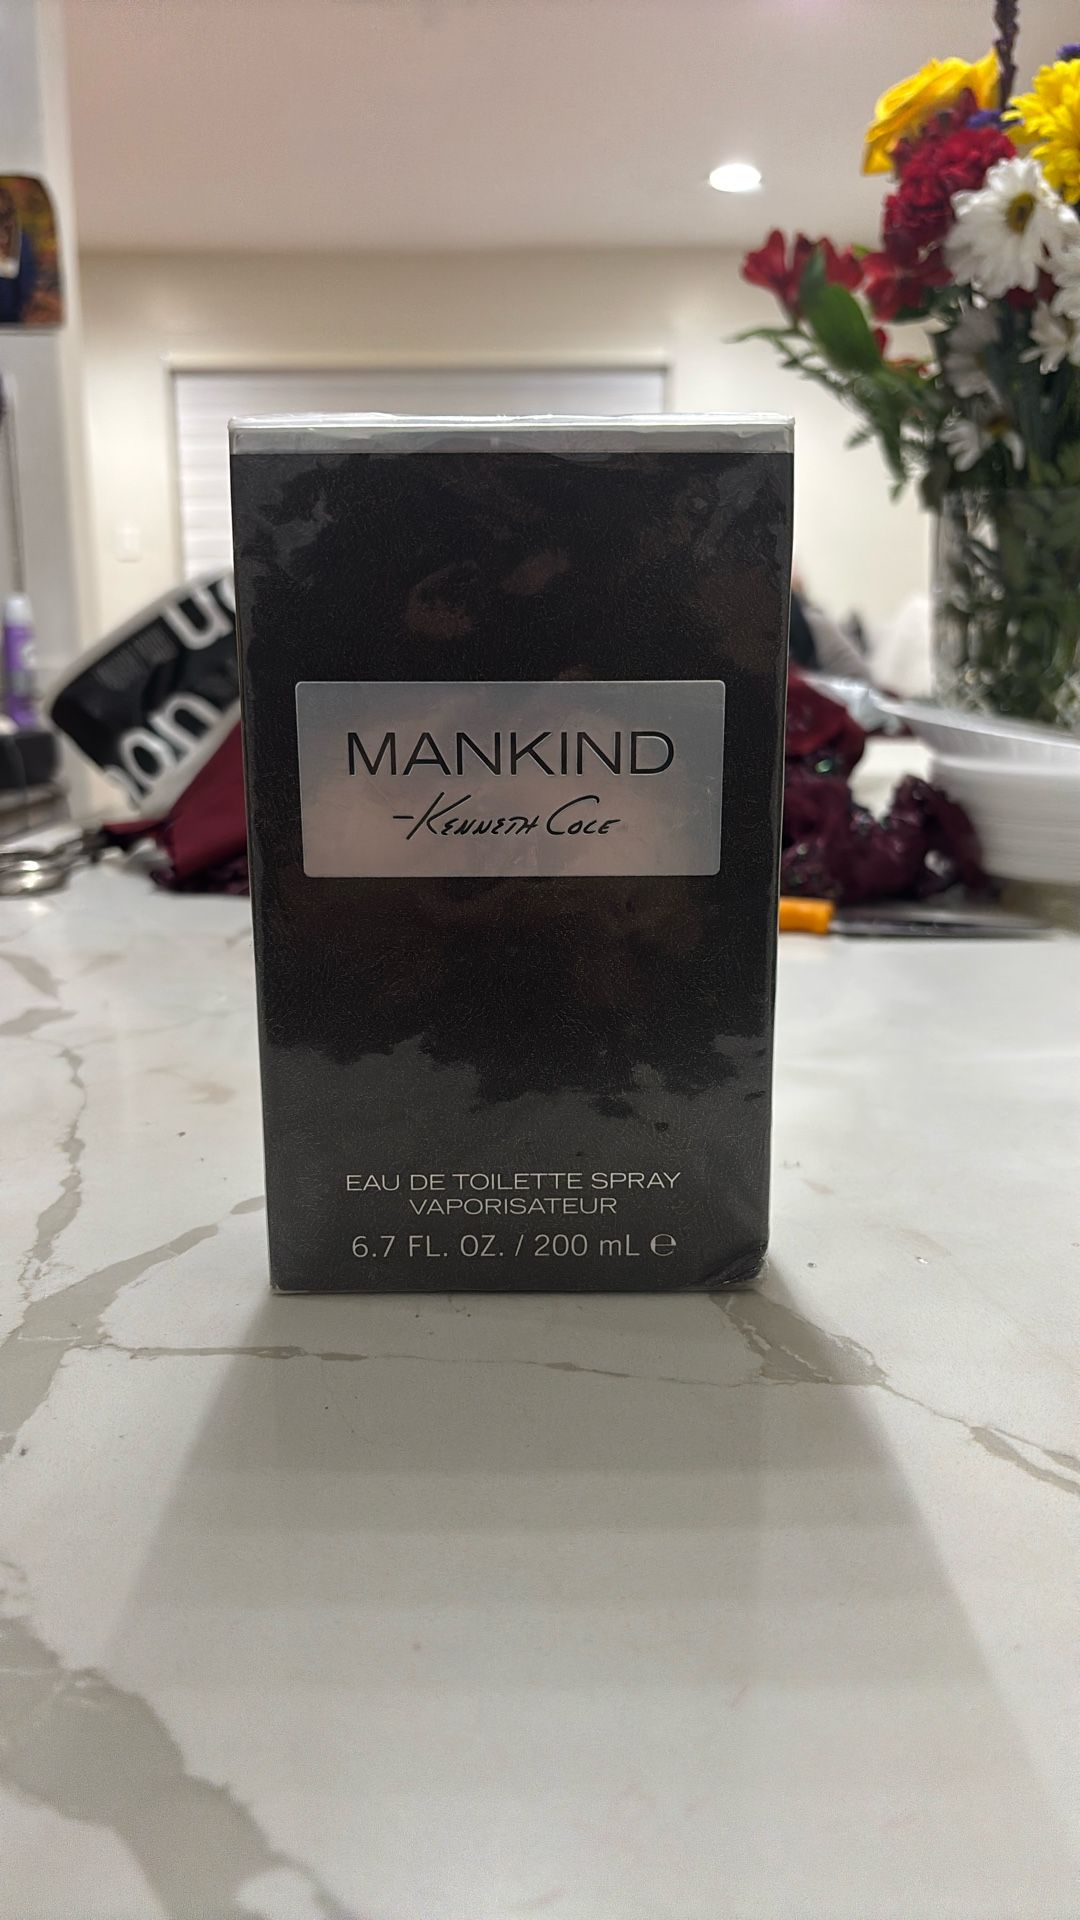 MANKIND
-KENNETH COLE
EAU DE TOILETTE SPRAY
VAPORISATEUR
6.7 FL. OZ. / 200 mL ℮